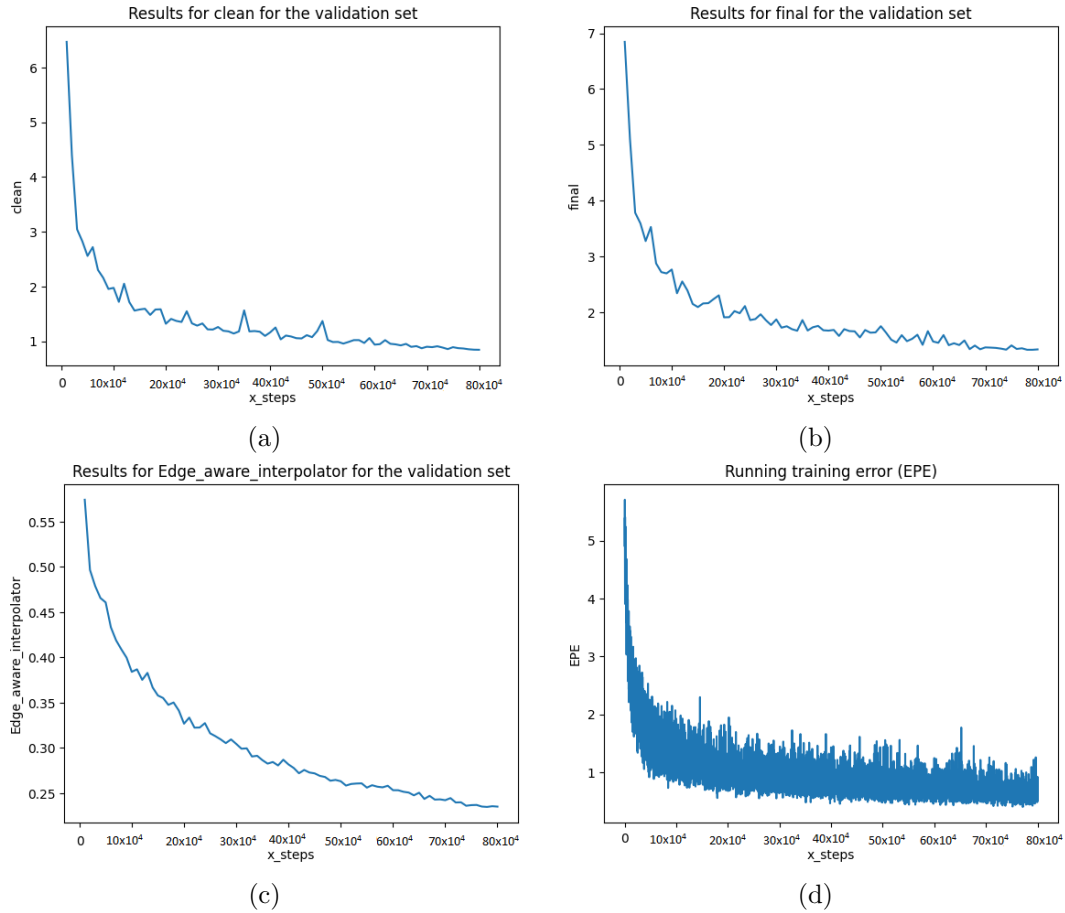 Results for clean for the validation set
clean
6
5
4
3
2
1
0 10x10⁴ 20x10⁴ 30x10⁴ 40x10⁴ 50x10⁴ 60x10⁴ 70x10⁴ 80x10⁴
x_steps
(a)
Results for final for the validation set
final
7
6
5
4
3
2
0 10x10⁴ 20x10⁴ 30x10⁴ 40x10⁴ 50x10⁴ 60x10⁴ 70x10⁴ 80x10⁴
x_steps
(b)
Results for Edge_aware_interpolator for the validation set
Edge_aware_interpolator
0.55
0.50
0.45
0.40
0.35
0.30
0.25
0 10x10⁴ 20x10⁴ 30x10⁴ 40x10⁴ 50x10⁴ 60x10⁴ 70x10⁴ 80x10⁴
x_steps
(c)
Running training error (EPE)
EPE
5
4
3
2
1
0 10x10⁴ 20x10⁴ 30x10⁴ 40x10⁴ 50x10⁴ 60x10⁴ 70x10⁴ 80x10⁴
x_steps
(d)